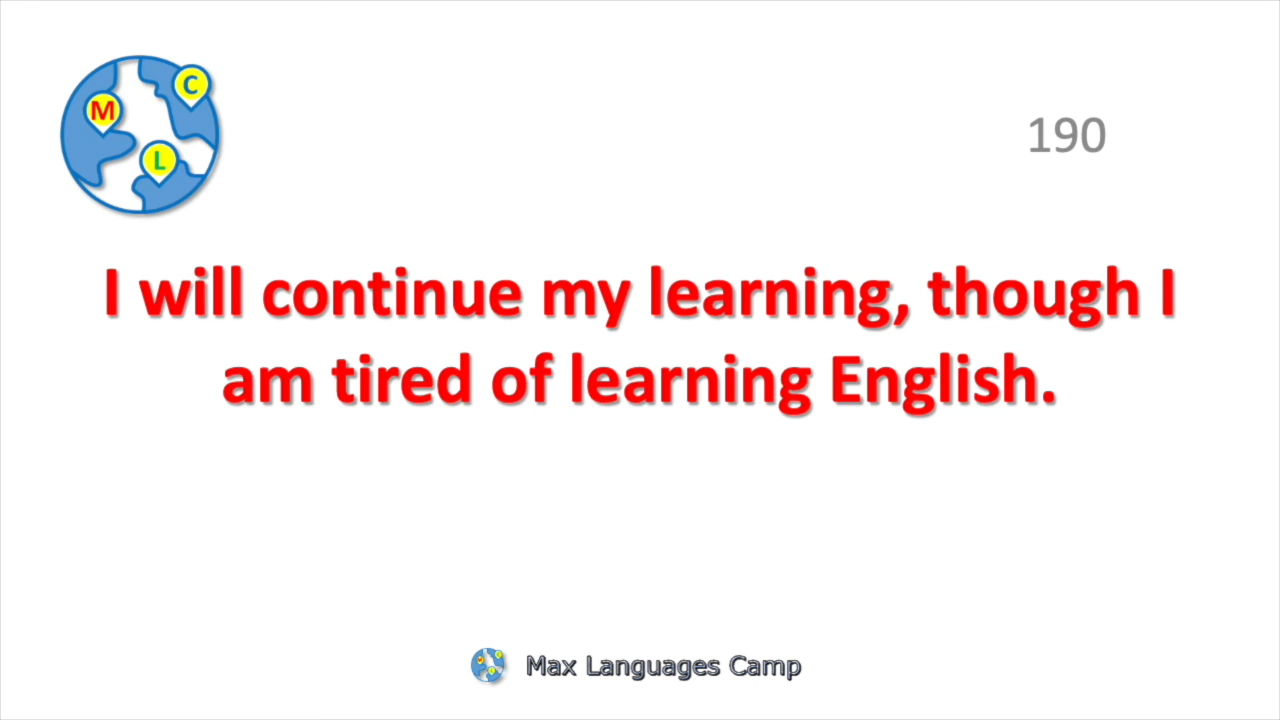 C
M
L
190
I will continue my learning, though I
am tired of learning English.
Max Languages Camp